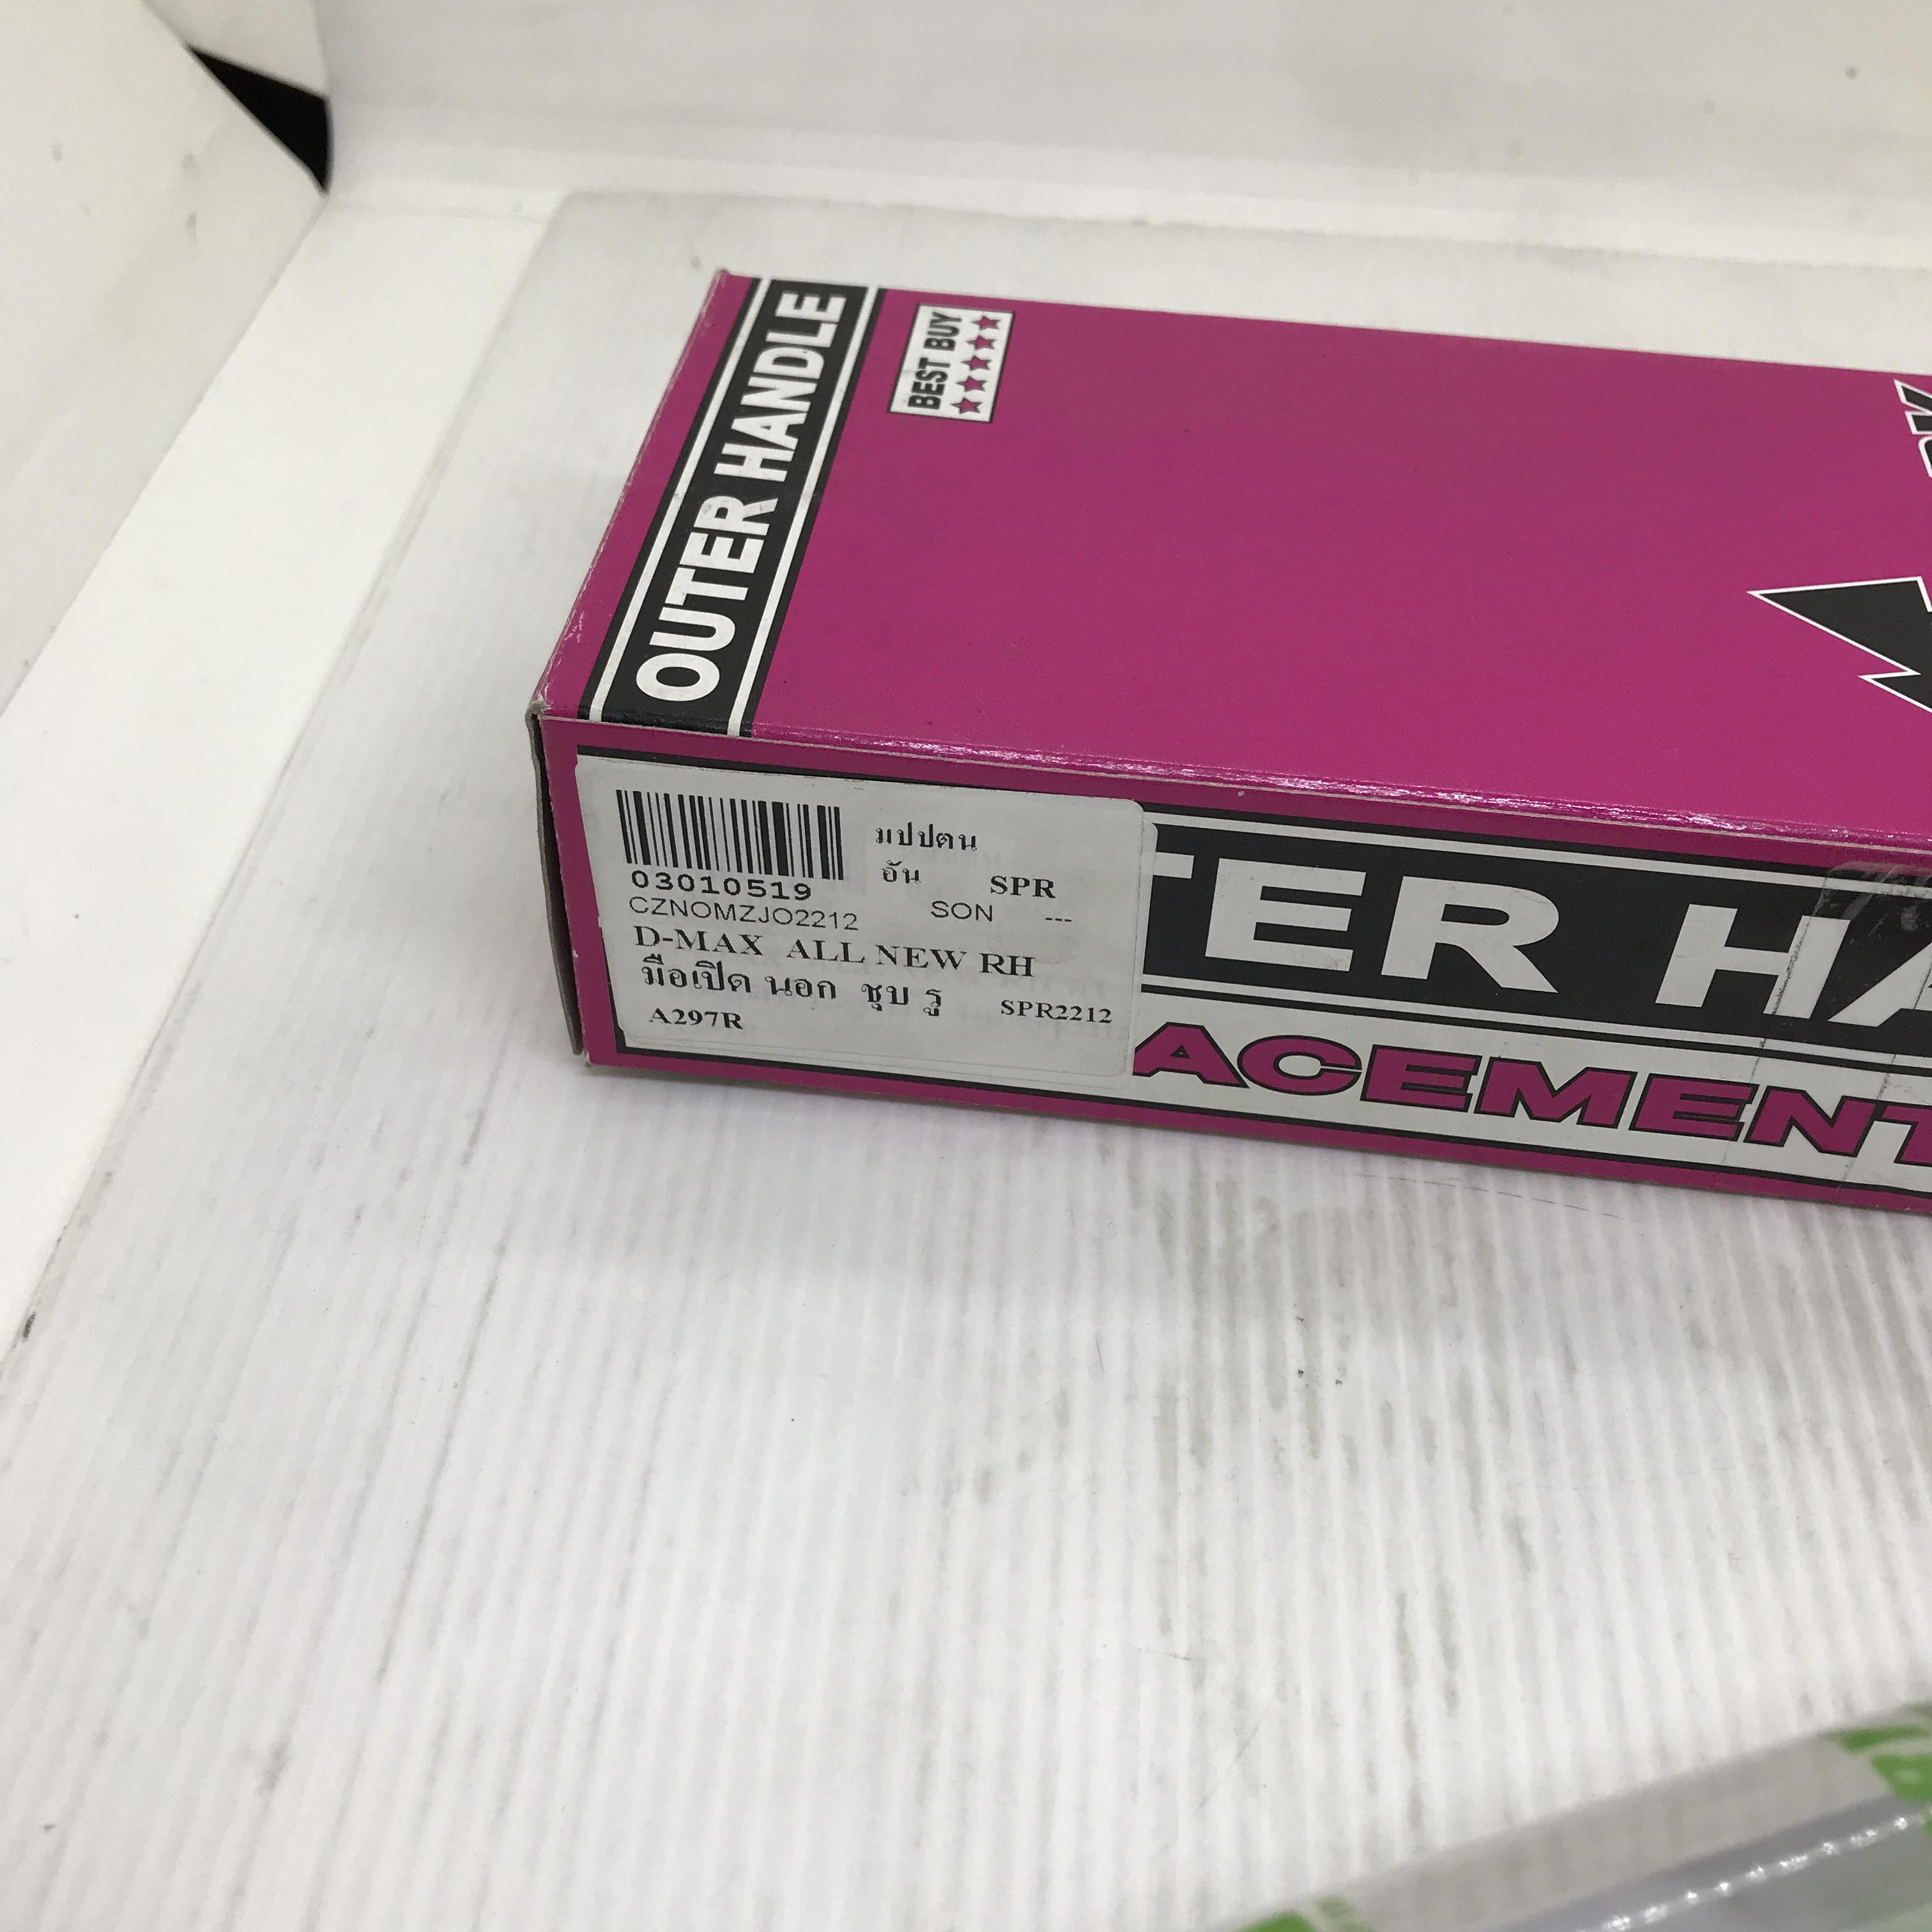 OUTER HANDLE
BEST BUY
03010519
มปปตน
อัน SPR
CZNOMZJO2212 SON ---
D-MAX ALL NEW RH
มือเปิด นอก ชุบ รู SPR2212
A297R
TER HA
ACEMENT